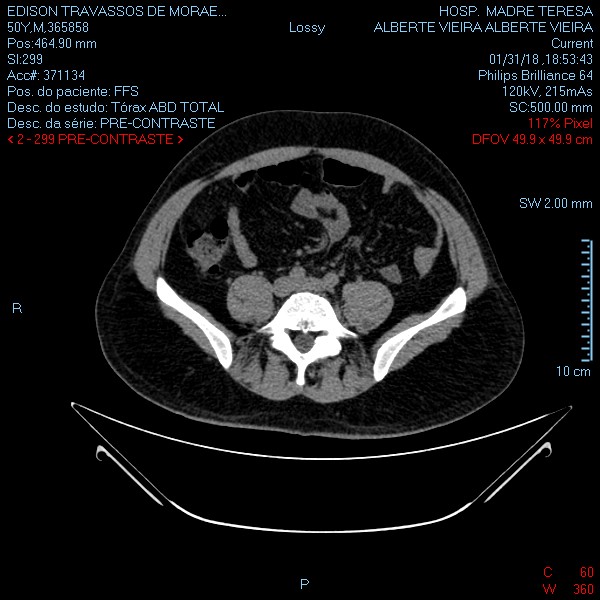 EDISON TRAVASSOS DE MORAE...
50Y,M,365858
Pos:464.90 mm
SI:299
Acc#: 371134
Pos. do paciente: FFS
Desc. do estudo: Tórax ABD TOTAL
Desc. da série: PRE-CONTRASTE
< 2 - 299 PRE-CONTRASTE >
Lossy
HOSP. MADRE TERESA
ALBERTE VIEIRA ALBERTE VIEIRA
Current
01/31/18 ,18:53:43
Philips Brilliance 64
120kV, 215mAs
SC:500.00 mm
117% Pixel
DFOV 49.9 x 49.9 cm
SW 2.00 mm
R
10 cm
P
C 60
W 360